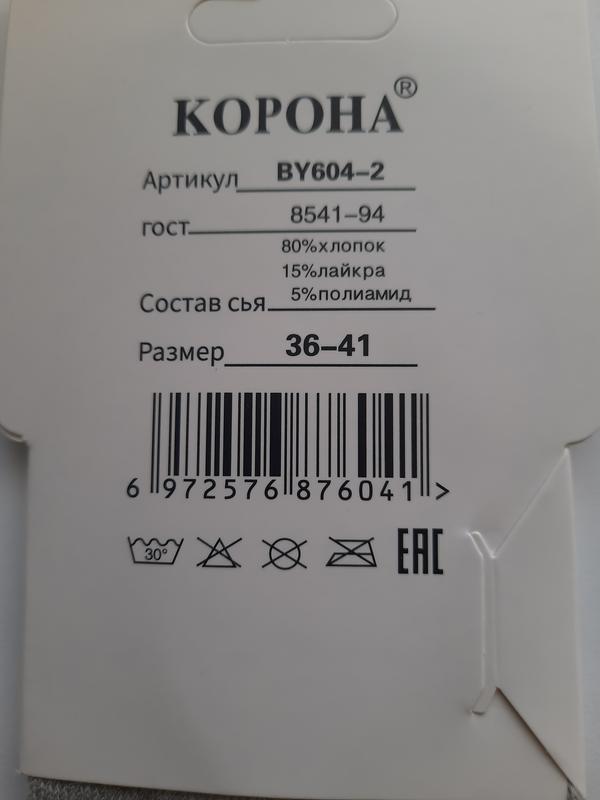 КОРОНА®
Артикул BY604-2
гост 8541-94
80%хлопок
15%лайкра
Состав сья 5%полиамид
Размер 36-41
6 972576 876041 >
30°
EAC